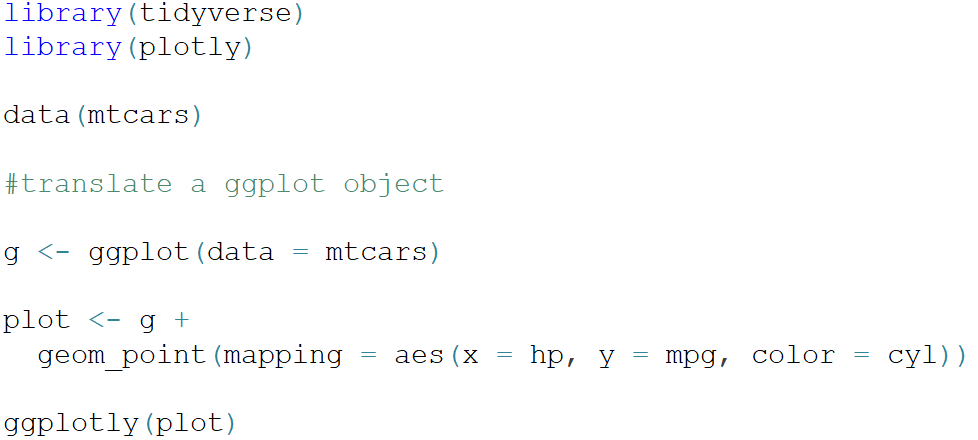 library(tidyverse)
library(plotly)
data(mtcars)
#translate a ggplot object
g <- ggplot(data = mtcars)
plot <- g +
  geom_point(mapping = aes(x = hp, y = mpg, color = cyl))
ggplotly(plot)